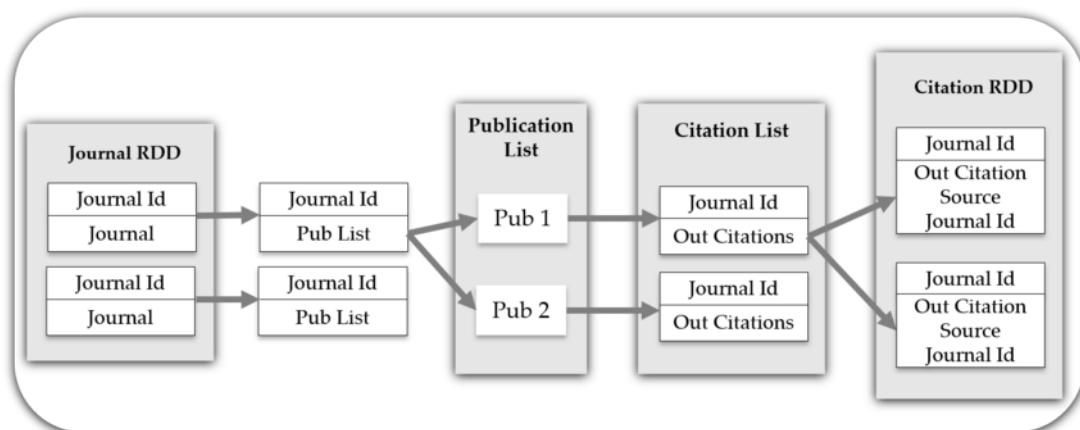 Journal RDD
Journal Id
Journal
Journal Id
Journal
Journal Id
Pub List
Journal Id
Pub List
Publication
List
Pub 1
Pub 2
Citation List
Journal Id
Out Citations
Journal Id
Out Citations
Citation RDD
Journal Id
Out Citation
Source
Journal Id
Journal Id
Out Citation
Source
Journal Id